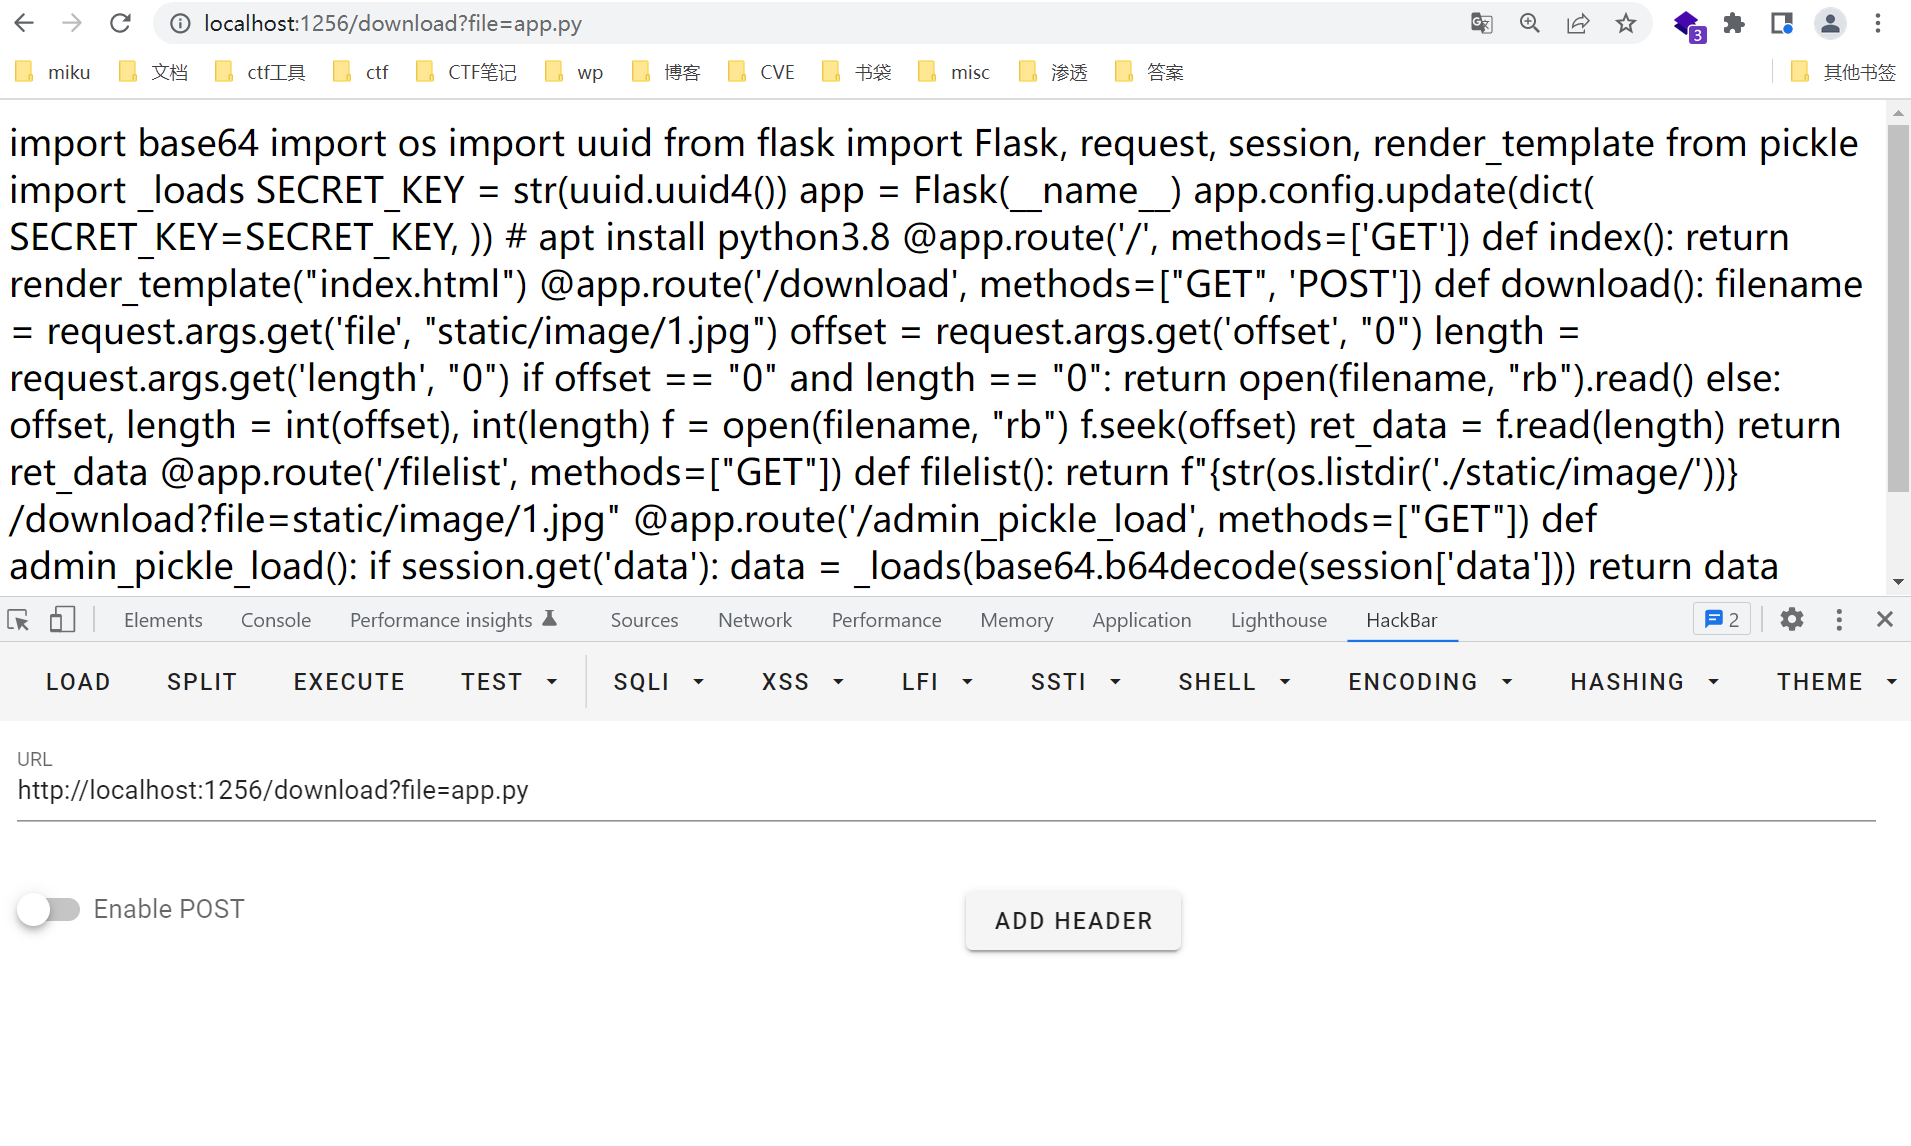 localhost:1256/download?file=app.py
3
miku 文档 ctf工具 ctf CTF笔记 wp 博客 CVE 书袋 misc 渗透 答案 其他书签
import base64 import os import uuid from flask import Flask, request, session, render_template from pickle
import _loads SECRET_KEY = str(uuid.uuid4()) app = Flask(__name__) app.config.update(dict(
SECRET_KEY=SECRET_KEY, )) # apt install python3.8 @app.route('/', methods=['GET']) def index(): return
render_template("index.html") @app.route('/download', methods=["GET", 'POST']) def download(): filename
= request.args.get('file', "static/image/1.jpg") offset = request.args.get('offset', "0") length =
request.args.get('length', "0") if offset == "0" and length == "0": return open(filename, "rb").read() else:
offset, length = int(offset), int(length) f = open(filename, "rb") f.seek(offset) ret_data = f.read(length) return
ret_data @app.route('/filelist', methods=["GET"]) def filelist(): return f"{str(os.listdir('./static/image/'))}
/download?file=static/image/1.jpg" @app.route('/admin_pickle_load', methods=["GET"]) def
admin_pickle_load(): if session.get('data'): data = _loads(base64.b64decode(session['data'])) return data
Elements Console Performance insights Sources Network Performance Memory Application Lighthouse HackBar 2
LOAD SPLIT EXECUTE TEST SQLI XSS LFI SSTI SHELL ENCODING HASHING THEME
URL
http://localhost:1256/download?file=app.py
Enable POST ADD HEADER